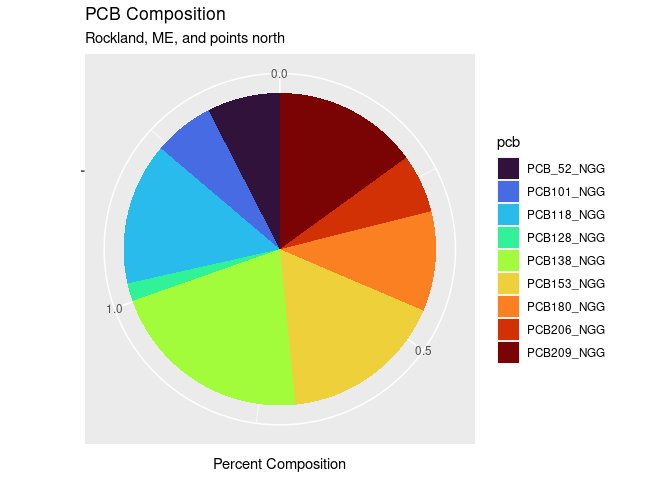 PCB Composition
Rockland, ME, and points north
0.0
0.5
1.0
-
Percent Composition
pcb
PCB_52_NGG
PCB101_NGG
PCB118_NGG
PCB128_NGG
PCB138_NGG
PCB153_NGG
PCB180_NGG
PCB206_NGG
PCB209_NGG